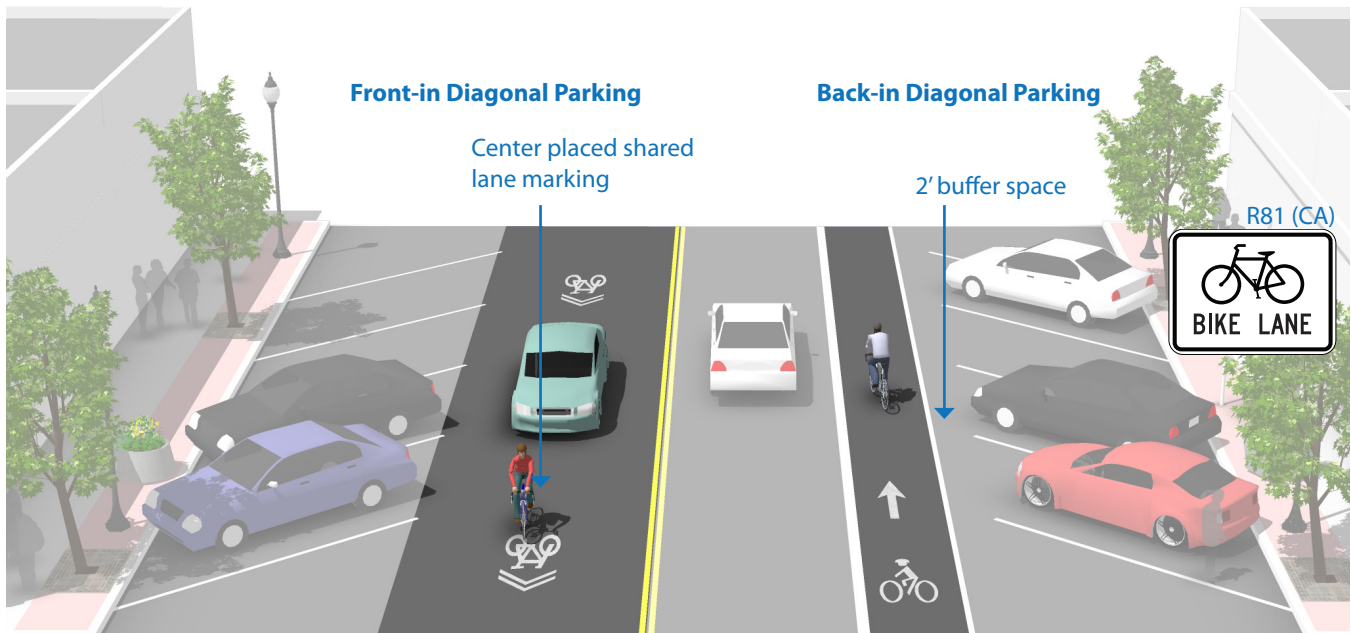 Front-in Diagonal Parking
Back-in Diagonal Parking
Center placed shared
lane marking
2’ buffer space
R81 (CA)
BIKE LANE